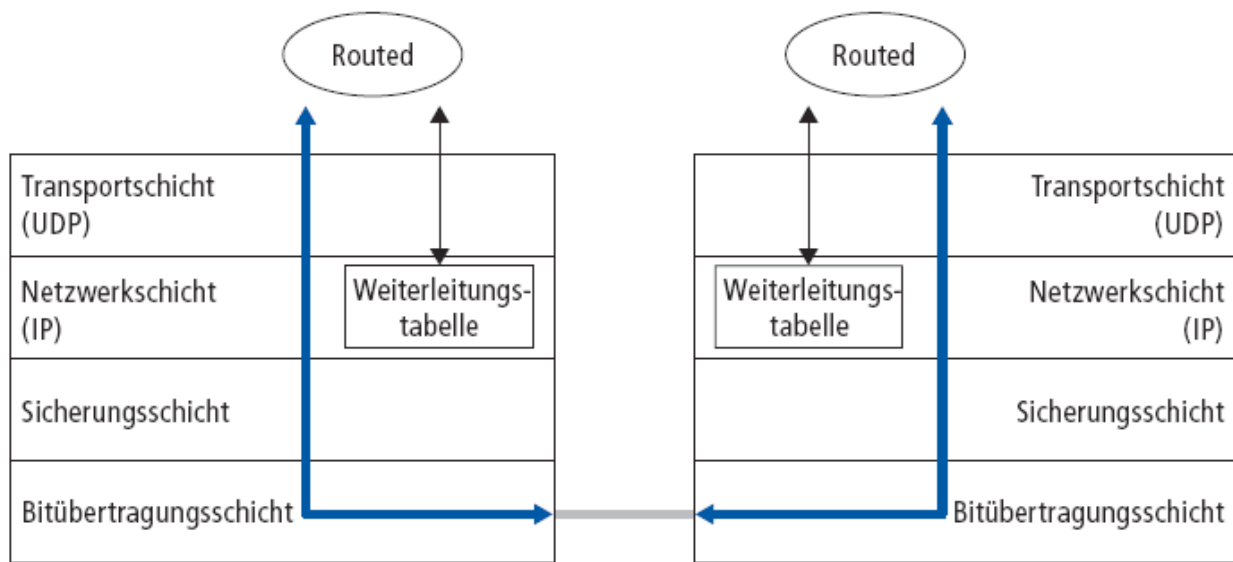 Routed
Routed
Transportschicht
(UDP)
Netzwerkschicht
(IP)
Weiterleitungs-
tabelle
Sicherungsschicht
Bitübertragungsschicht
Transportschicht
(UDP)
Weiterleitungs-
tabelle
Netzwerkschicht
(IP)
Sicherungsschicht
Bitübertragungsschicht